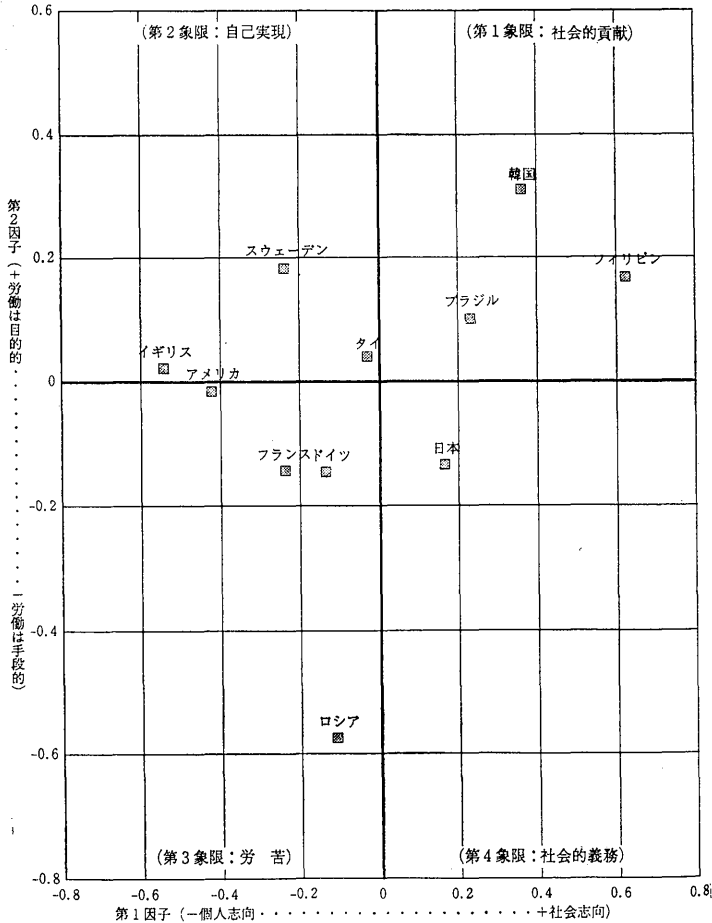 0.6
(第2象限:自己実現)
(第1象限:社会的貢献)
0.4
韓国
0.2
スウェーデン
フィリピン
ブラジル
タイ
イギリス
アメリカ
0
フランス
ドイツ
日本
-0.2
-0.4
ロシア
-0.6
(第3象限:労 苦)
(第4象限:社会的義務)
-0.8
-0.8 -0.6 -0.4 -0.2 0 0.2 0.4 0.6 0.8
第1因子(-個人志向・・・・・・・・・・・・・・・・・・・・+社会志向)
第2因子(+労働は目的的・・・・・・・・・・・・・・・・-労働は手段的)